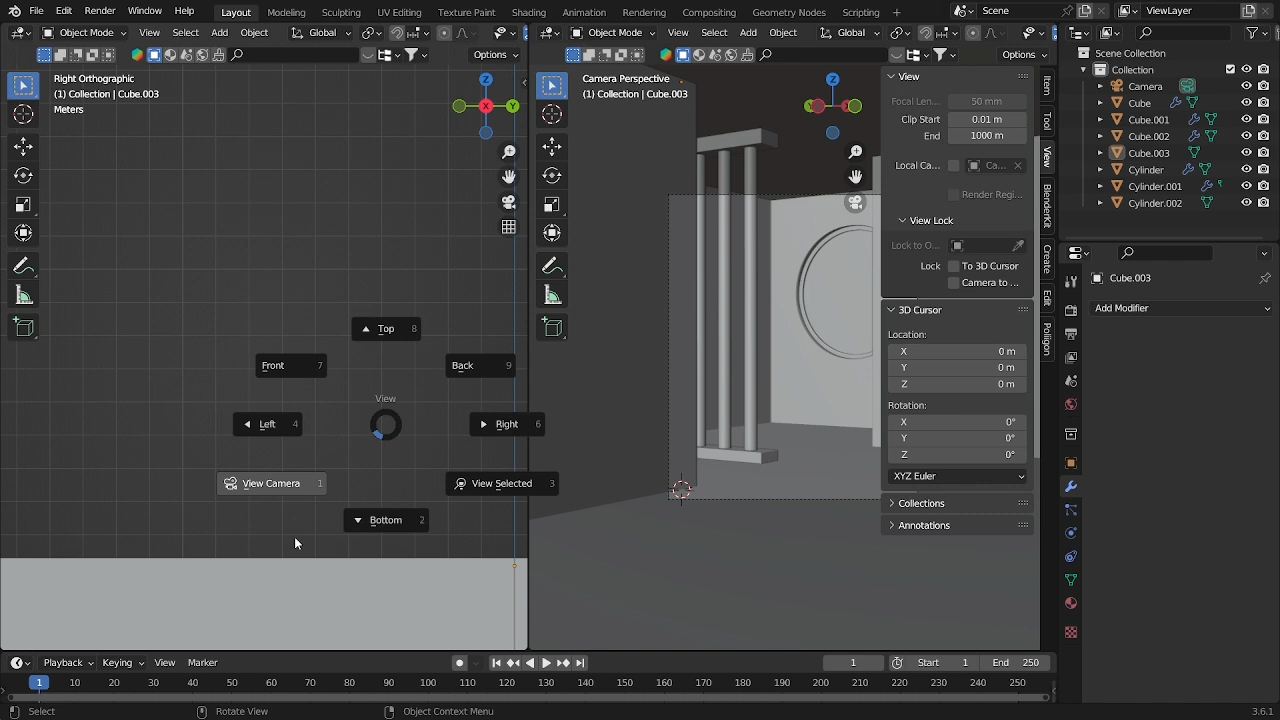 File Edit Render Window Help Layout Modeling Sculpting UV Editing Texture Paint Shading Animation Rendering Compositing Geometry Nodes Scripting + Scene ViewLayer
Object Mode View Select Add Object Global
Object Mode View Select Add Object Global
Options
Options
Right Orthographic
(1) Collection | Cube.003
Meters
Z
X
Y
Top 8
Front 7
Back 9
View
Left 4
Right 6
View Camera 1
View Selected 3
Bottom 2
Camera Perspective
(1) Collection | Cube.003
Z
View
Focal Len... 50 mm
Clip Start 0.01 m
End 1000 m
Local Ca... Ca...
Render Regi...
View Lock
Lock to O...
Lock To 3D Cursor
Camera to ...
3D Cursor
Location:
X 0 m
Y 0 m
Z 0 m
Rotation:
X 0°
Y 0°
Z 0°
XYZ Euler
Collections
Annotations
Item
Tool
View
BlenderKit
Create
Edit
Poliigon
Scene Collection
Collection
Camera
Cube
Cube.001
Cube.002
Cube.003
Cylinder
Cylinder.001
Cylinder.002
Cube.003
Add Modifier
Playback Keying View Marker 1 Start 1 End 250
1 10 20 30 40 50 60 70 80 90 100 110 120 130 140 150 160 170 180 190 200 210 220 230 240 250
Select Rotate View Object Context Menu 3.6.1